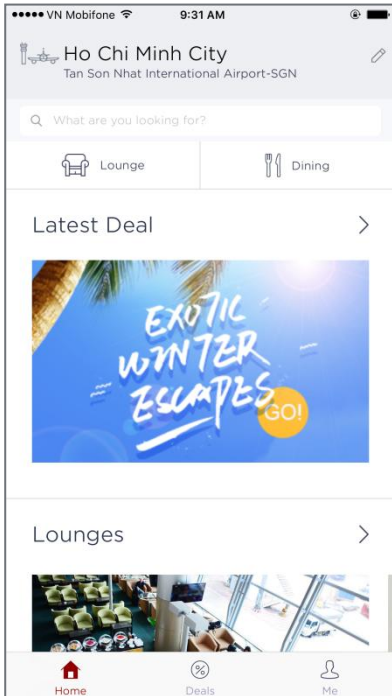 VN Mobifone 9:31 AM
Ho Chi Minh City
Tan Son Nhat International Airport-SGN
What are you looking for?
Lounge Dining
Latest Deal
EXOTIC
WINTER
ESCAPES
GO!
Lounges
Home Deals Me